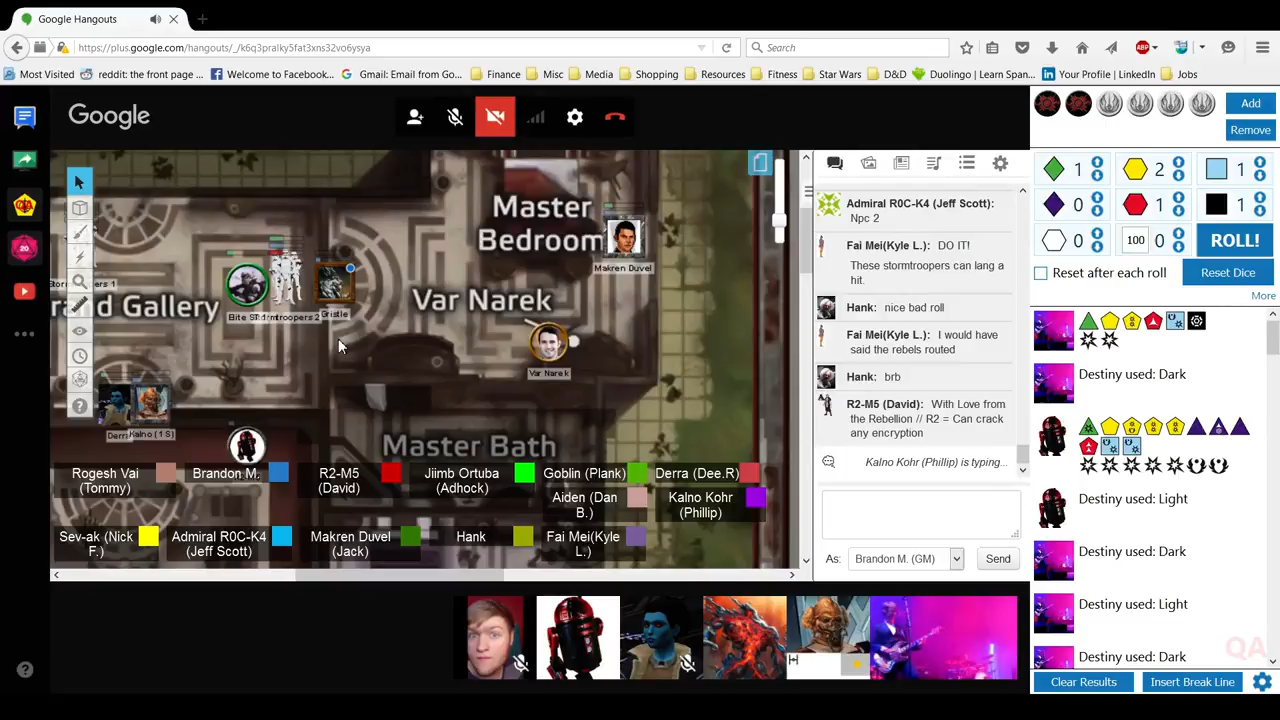 Google Hangouts
https://plus.google.com/hangouts/_/k6q3pralky5fat3xns32vo6ysya
Search
ABP
Most Visited
reddit: the front page ...
Welcome to Facebook...
Gmail: Email from Go...
Finance
Misc
Media
Shopping
Resources
Fitness
Star Wars
D&D
Duolingo | Learn Span...
Your Profile | LinkedIn
Jobs
Google
Master
Bedroom
Makren Duvel
Var Narek
Var Narek
rand Gallery
Stormtroopers 2
Gristle
Kalno (1 S)
Master Bath
Rogesh Vai
(Tommy)
Brandon M.
R2-M5
(David)
Jiimb Ortuba
(Adhock)
Goblin (Plank)
Derra (Dee.R)
Aiden (Dan
B.)
Kalno Kohr
(Phillip)
Sev-ak (Nick
F.)
Admiral R0C-K4
(Jeff Scott)
Makren Duvel
(Jack)
Hank
Fai Mei(Kyle
L.)
Admiral R0C-K4 (Jeff Scott):
Npc 2
Fai Mei(Kyle L.): DO IT!
These stormtroopers can lang a
hit.
Hank: nice bad roll
Fai Mei(Kyle L.): I would have
said the rebels routed
Hank: brb
R2-M5 (David): With Love from
the Rebellion // R2 = Can crack
any encryption
Kalno Kohr (Phillip) is typing...
As:
Brandon M. (GM)
Send
Add
Remove
1
2
1
0
1
1
0
100
0
ROLL!
Reset after each roll
Reset Dice
More
Destiny used: Dark
Destiny used: Light
Destiny used: Dark
Destiny used: Light
Destiny used: Dark
QA
Clear Results
Insert Break Line
20